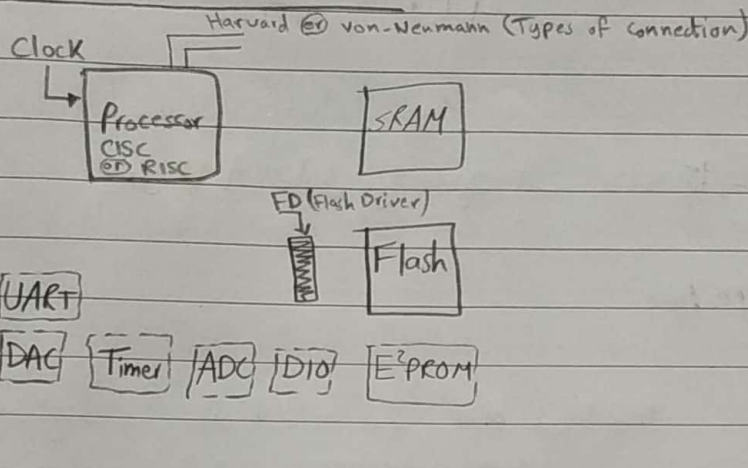 Harvard or von-Neumann (Types of connection)
Clock
Processor
CISC
or RISC
SRAM
FD (Flash Driver)
Flash
UART
DAC
Timer
ADC
DIO
E²PROM